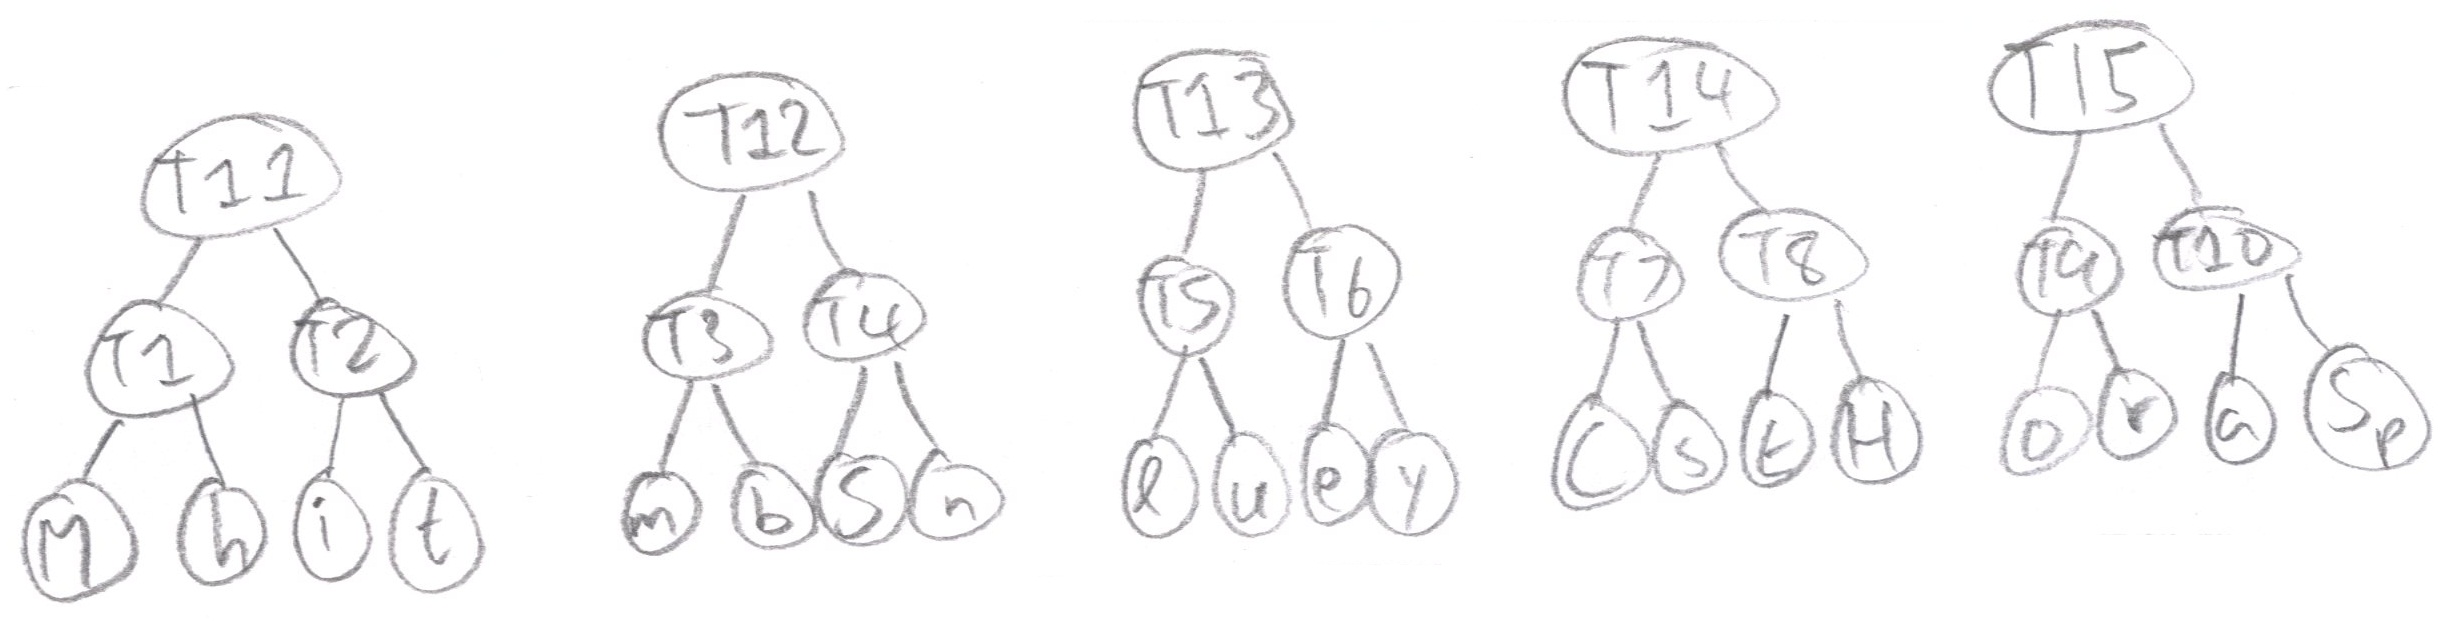 T11 T12 T13 T14 T15
T1 T2 T3 T4 T5 T6 T7 T8 T9 T10
M h i t m b S n l u e y C s t H o r a Sp